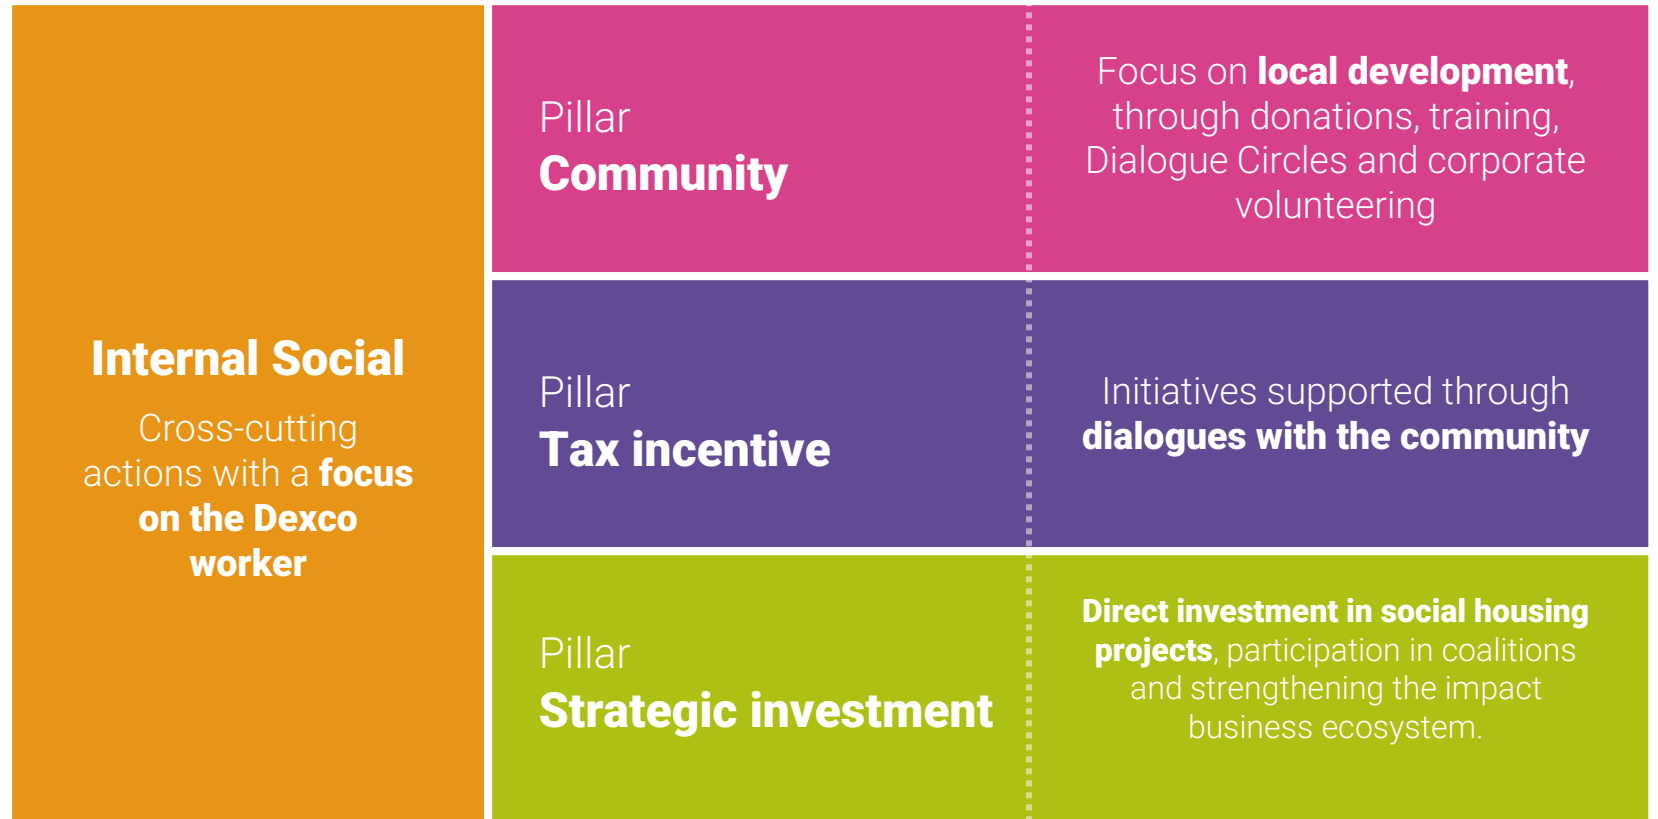 Internal Social
Cross-cutting
actions with a focus
on the Dexco
worker
Pillar
Community
Focus on local development,
through donations, training,
Dialogue Circles and corporate
volunteering
Pillar
Tax incentive
Initiatives supported through
dialogues with the community
Pillar
Strategic investment
Direct investment in social housing
projects, participation in coalitions
and strengthening the impact
business ecosystem.